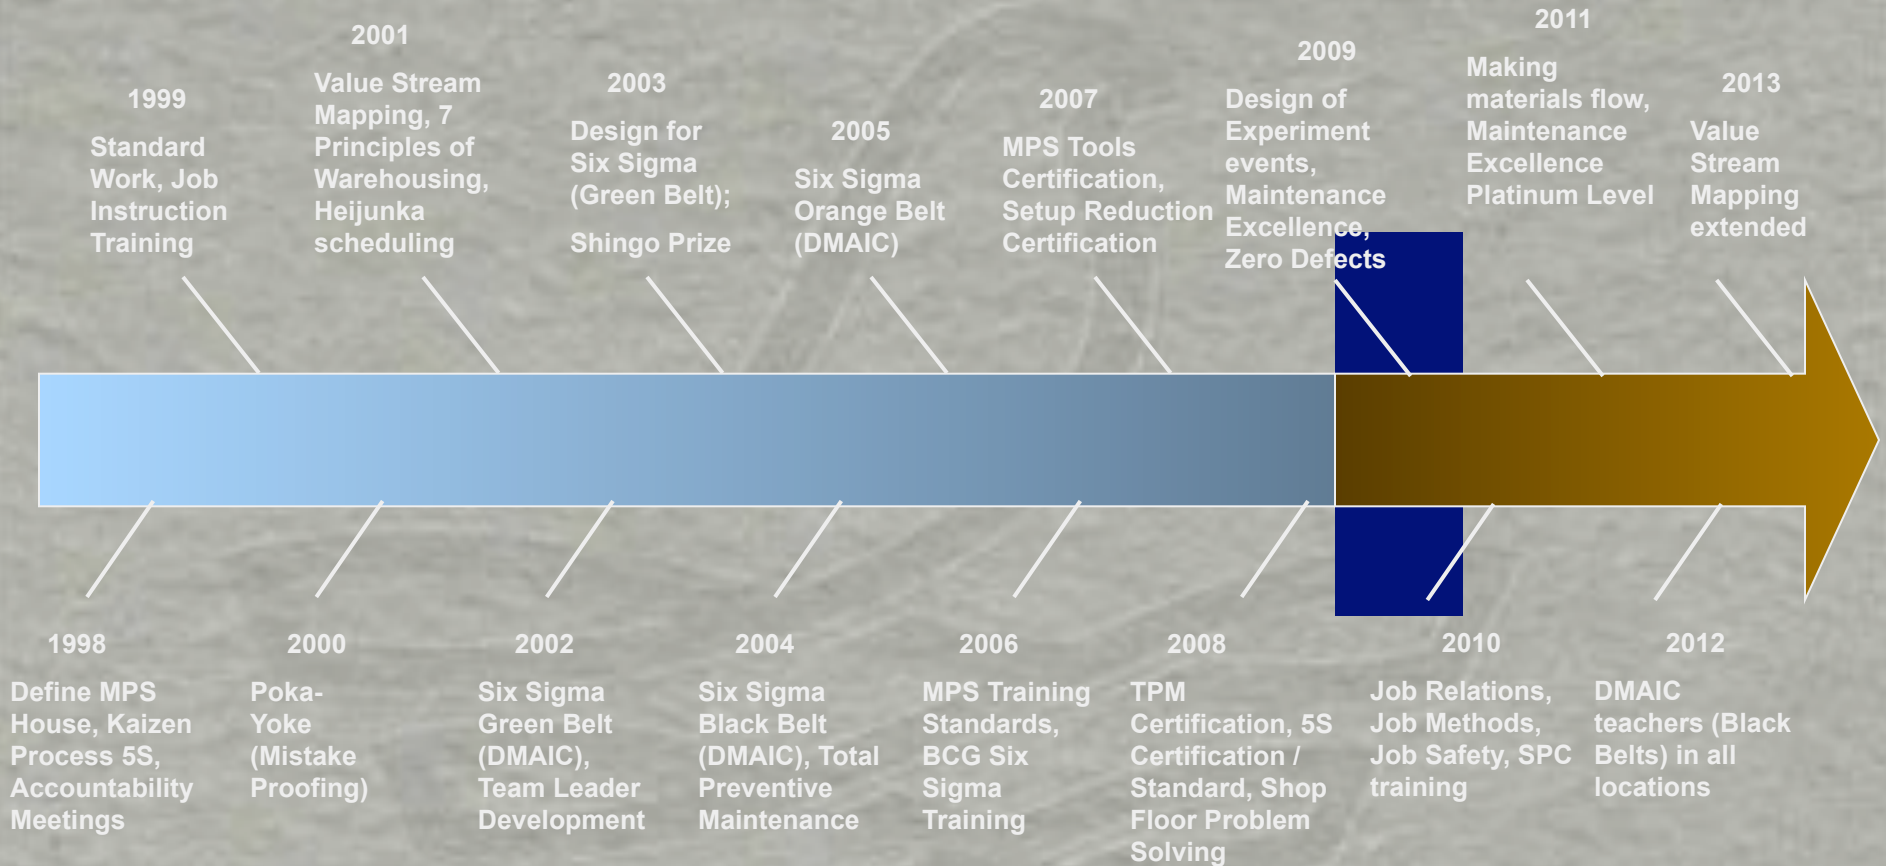 1999
Standard
Work, Job
Instruction
Training
2001
Value Stream
Mapping, 7
Principles of
Warehousing,
Heijunka
scheduling
2003
Design for
Six Sigma
(Green Belt);
Shingo Prize
2005
Six Sigma
Orange Belt
(DMAIC)
2007
MPS Tools
Certification,
Setup Reduction
Certification
2009
Design of
Experiment
events,
Maintenance
Excellence,
Zero Defects
2011
Making
materials flow,
Maintenance
Excellence
Platinum Level
2013
Value
Stream
Mapping
extended
1998
Define MPS
House, Kaizen
Process 5S,
Accountability
Meetings
2000
Poka-
Yoke
(Mistake
Proofing)
2002
Six Sigma
Green Belt
(DMAIC),
Team Leader
Development
2004
Six Sigma
Black Belt
(DMAIC), Total
Preventive
Maintenance
2006
MPS Training
Standards,
BCG Six
Sigma
Training
2008
TPM
Certification, 5S
Certification /
Standard, Shop
Floor Problem
Solving
2010
Job Relations,
Job Methods,
Job Safety, SPC
training
2012
DMAIC
teachers (Black
Belts) in all
locations